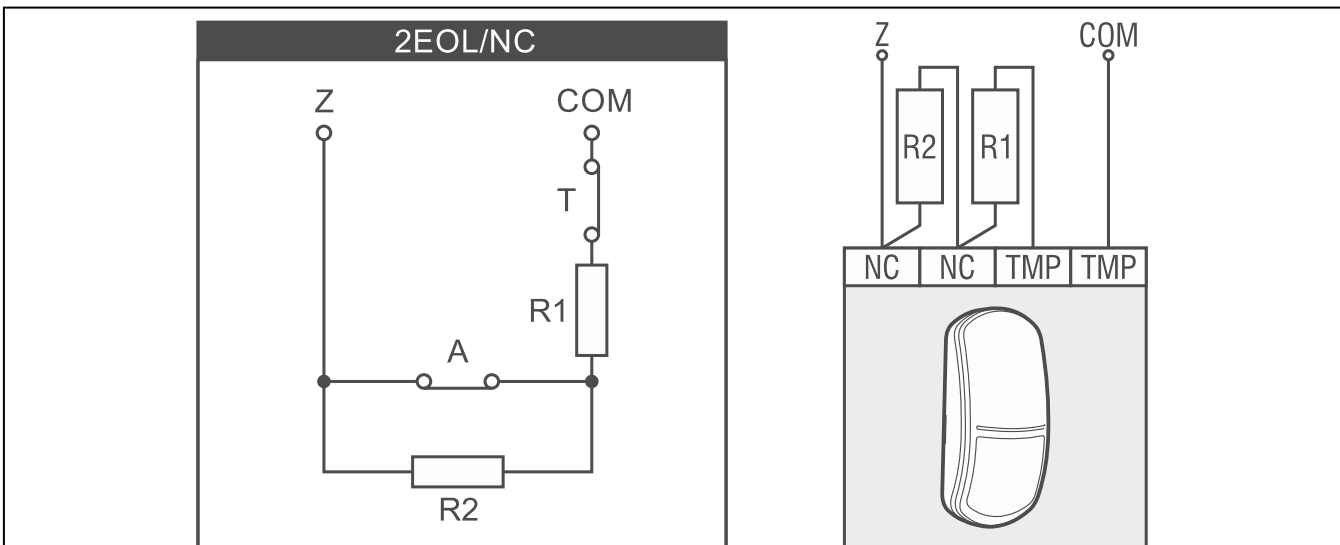 2EOL/NC
Z COM
T
R1
A
R2
Z COM
R2 R1
NC NC TMP TMP